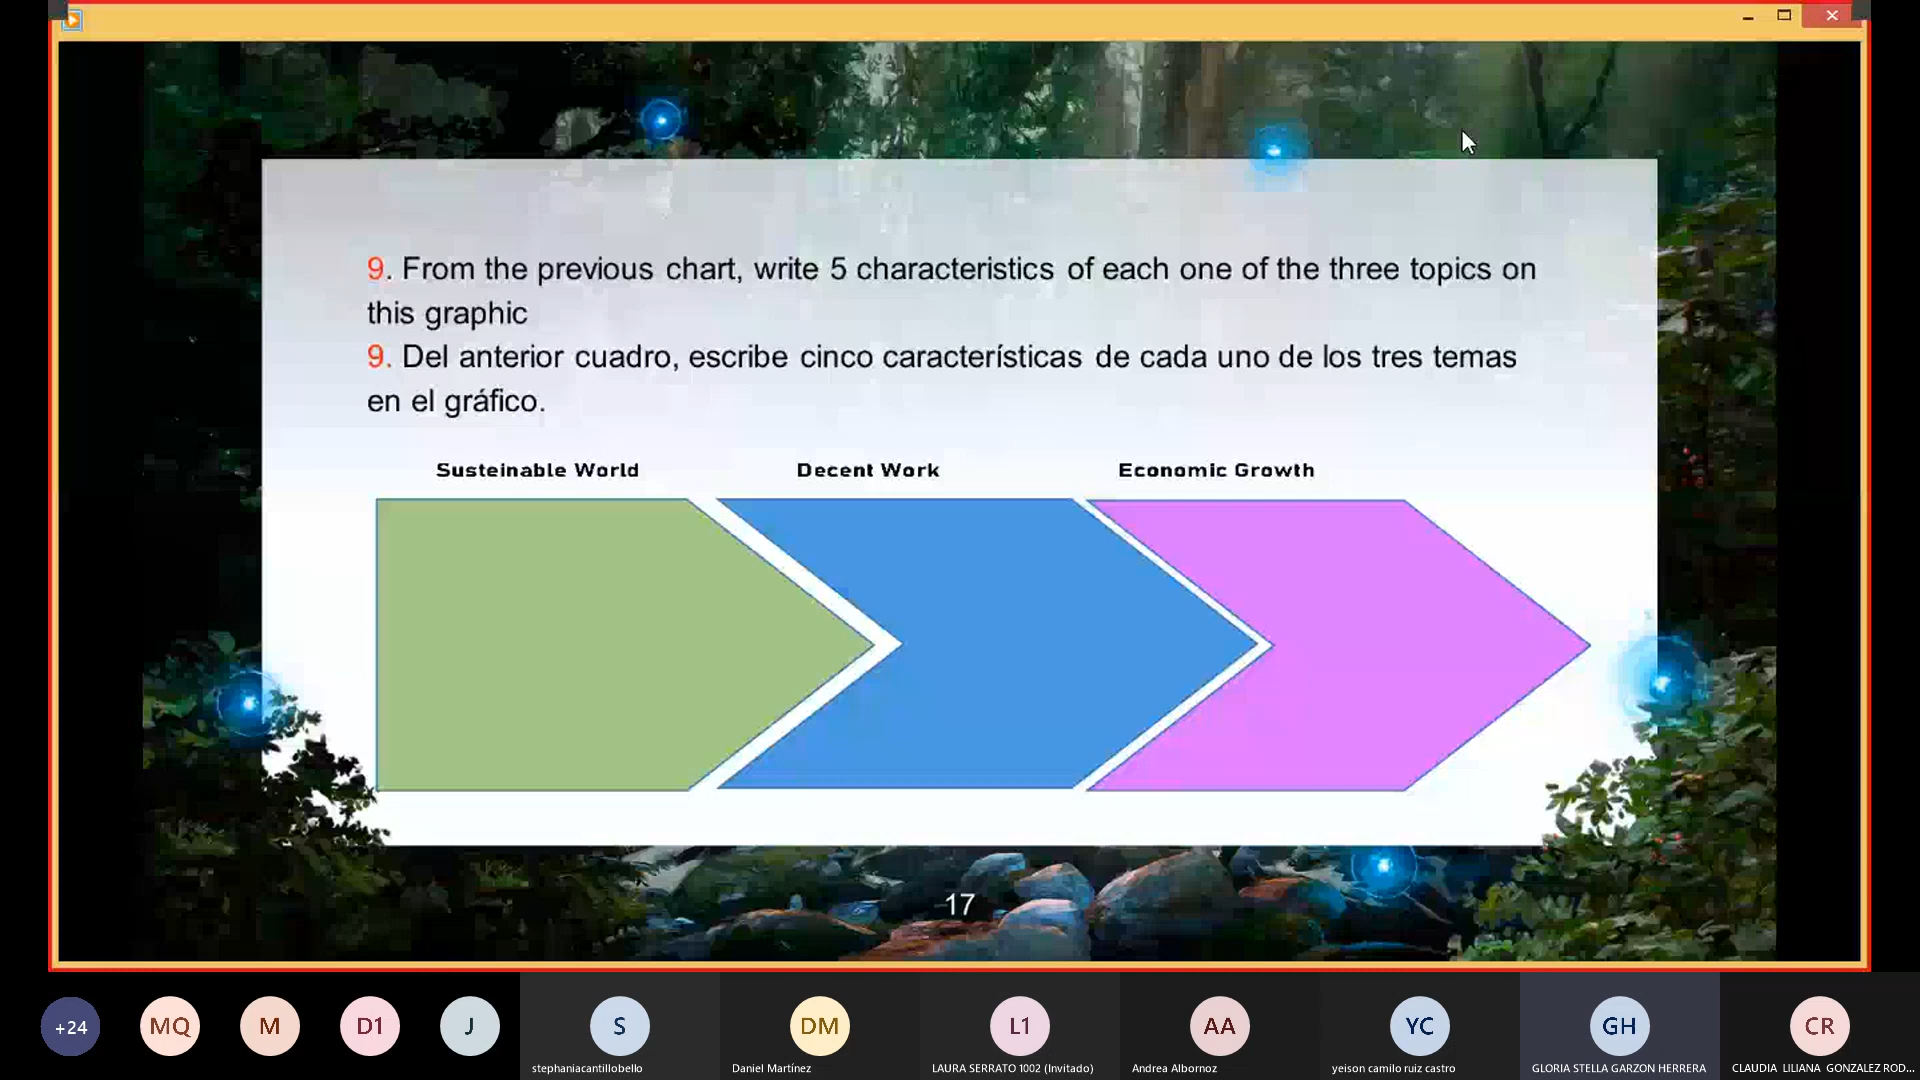 9. From the previous chart, write 5 characteristics of each one of the three topics on
this graphic
9. Del anterior cuadro, escribe cinco características de cada uno de los tres temas
en el gráfico.
Susteinable World
Decent Work
Economic Growth
17
+24
MQ
M
D1
J
S
DM
L1
AA
YC
GH
CR
stephaniacantillobello
Daniel Martínez
LAURA SERRATO 1002 (Invitado)
Andrea Albornoz
yeison camilo ruiz castro
GLORIA STELLA GARZON HERRERA
CLAUDIA LILIANA GONZALEZ ROD...